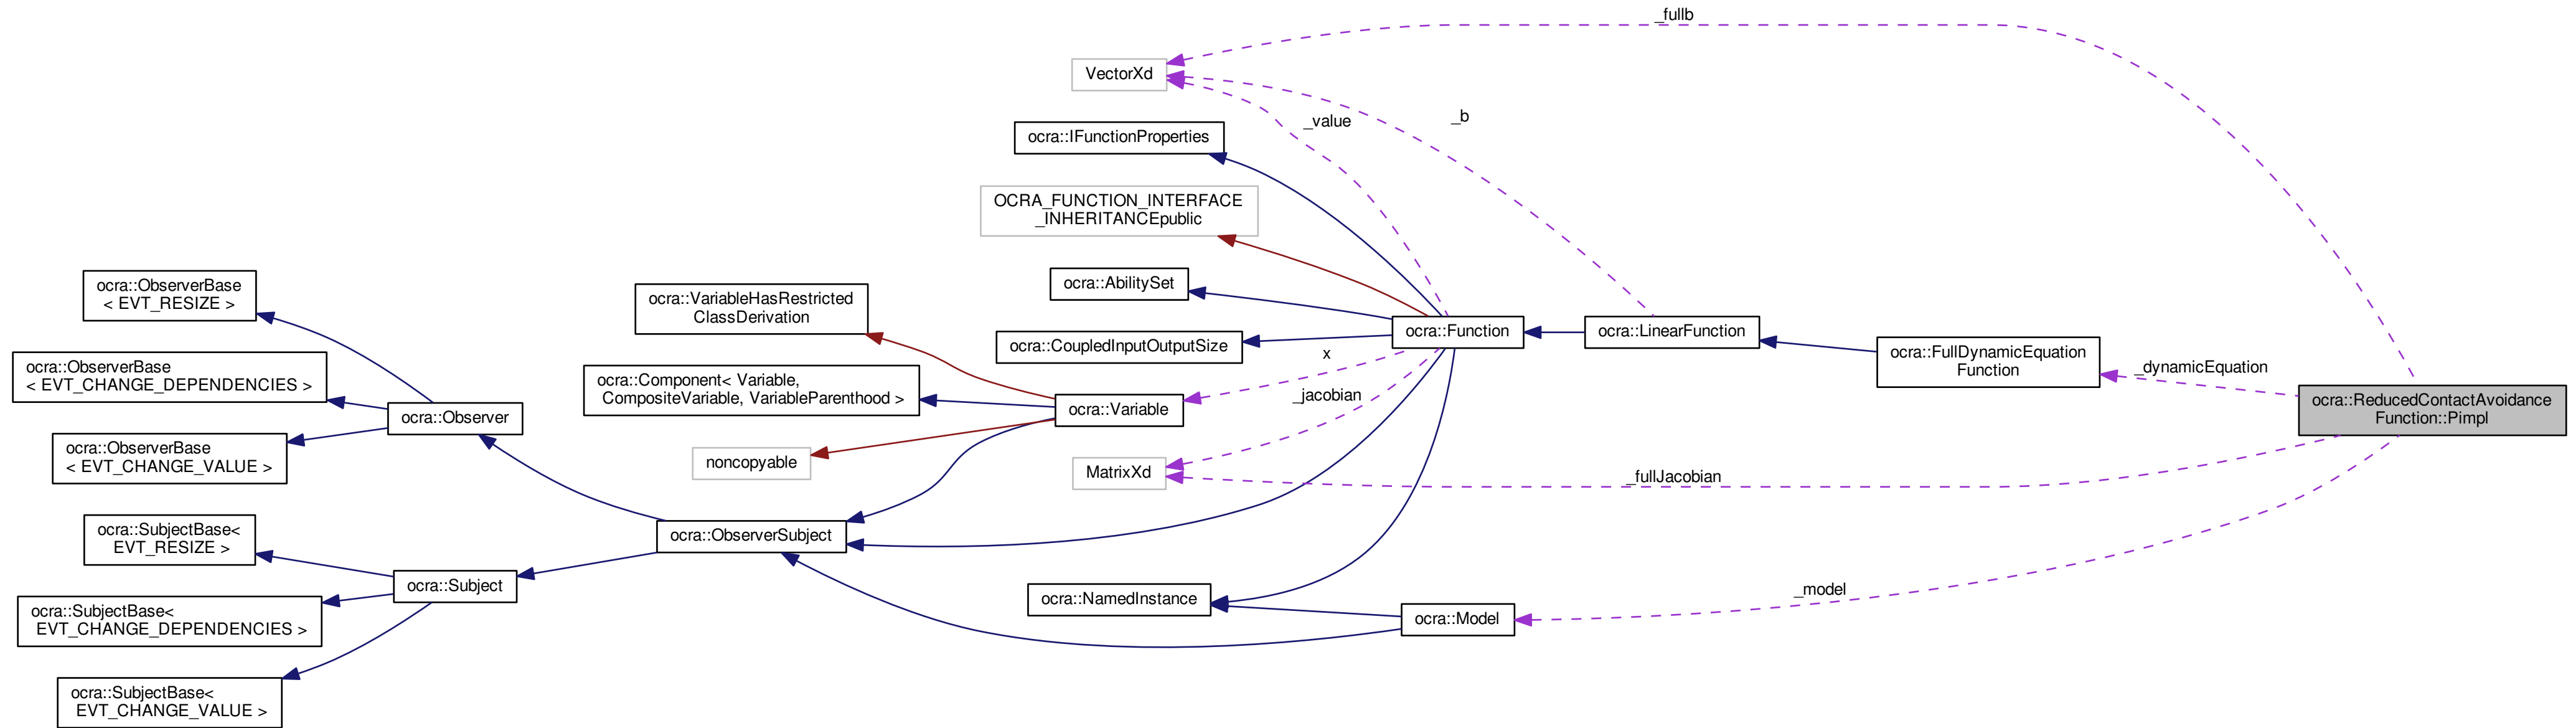 _fullb
VectorXd
_value
_b
ocra::IFunctionProperties
OCRA_FUNCTION_INTERFACE
_INHERITANCEpublic
ocra::ObserverBase
< EVT_RESIZE >
ocra::VariableHasRestricted
ClassDerivation
ocra::AbilitySet
ocra::Function
ocra::LinearFunction
ocra::CoupledInputOutputSize
x
ocra::FullDynamicEquation
Function
_dynamicEquation
ocra::ObserverBase
< EVT_CHANGE_DEPENDENCIES >
ocra::Component< Variable,
CompositeVariable, VariableParenthood >
_jacobian
ocra::ReducedContactAvoidance
Function::Pimpl
ocra::Observer
ocra::Variable
ocra::ObserverBase
< EVT_CHANGE_VALUE >
noncopyable
MatrixXd
_fullJacobian
ocra::SubjectBase<
EVT_RESIZE >
ocra::ObserverSubject
ocra::Subject
ocra::NamedInstance
_model
ocra::Model
ocra::SubjectBase<
EVT_CHANGE_DEPENDENCIES >
ocra::SubjectBase<
EVT_CHANGE_VALUE >